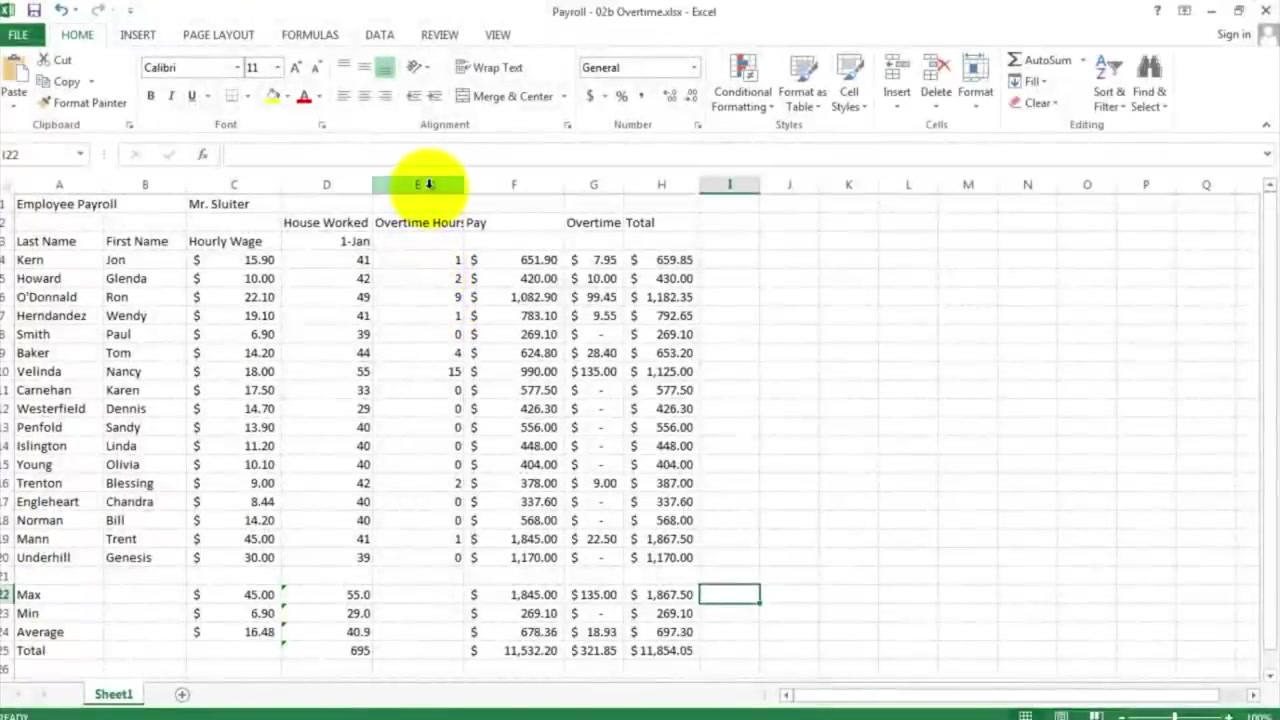 Payroll - 02b Overtime.xlsx - Excel
FILE HOME INSERT PAGE LAYOUT FORMULAS DATA REVIEW VIEW Sign in
Paste Cut Copy Format Painter Clipboard
Calibri 11 B I U Font
Wrap Text Merge & Center Alignment
General $ % , Number
Conditional Formatting Format as Table Cell Styles Styles
Insert Delete Format Cells
AutoSum Fill Clear Sort & Filter Find & Select Editing
I22 fx
A B C D E F G H I J K L M N O P Q
1 Employee Payroll Mr. Sluiter
2 House Worked Overtime Hours Pay Overtime Total
3 Last Name First Name Hourly Wage 1-Jan
4 Kern Jon $ 15.90 41 1 $ 651.90 $ 7.95 $ 659.85
5 Howard Glenda $ 10.00 42 2 $ 420.00 $ 10.00 $ 430.00
6 O'Donnald Ron $ 22.10 49 9 $ 1,082.90 $ 99.45 $ 1,182.35
7 Herndandez Wendy $ 19.10 41 1 $ 783.10 $ 9.55 $ 792.65
8 Smith Paul $ 6.90 39 0 $ 269.10 $ - $ 269.10
9 Baker Tom $ 14.20 44 4 $ 624.80 $ 28.40 $ 653.20
10 Velinda Nancy $ 18.00 55 15 $ 990.00 $ 135.00 $ 1,125.00
11 Carnehan Karen $ 17.50 33 0 $ 577.50 $ - $ 577.50
12 Westerfield Dennis $ 14.70 29 0 $ 426.30 $ - $ 426.30
13 Penfold Sandy $ 13.90 40 0 $ 556.00 $ - $ 556.00
14 Islington Linda $ 11.20 40 0 $ 448.00 $ - $ 448.00
15 Young Olivia $ 10.10 40 0 $ 404.00 $ - $ 404.00
16 Trenton Blessing $ 9.00 42 2 $ 378.00 $ 9.00 $ 387.00
17 Engleheart Chandra $ 8.44 40 0 $ 337.60 $ - $ 337.60
18 Norman Bill $ 14.20 40 0 $ 568.00 $ - $ 568.00
19 Mann Trent $ 45.00 41 1 $ 1,845.00 $ 22.50 $ 1,867.50
20 Underhill Genesis $ 30.00 39 0 $ 1,170.00 $ - $ 1,170.00
21
22 Max $ 45.00 55.0 $ 1,845.00 $ 135.00 $ 1,867.50
23 Min $ 6.90 29.0 $ 269.10 $ - $ 269.10
24 Average $ 16.48 40.9 $ 678.36 $ 18.93 $ 697.30
25 Total 695 $ 11,532.20 $ 321.85 $ 11,854.05
26
Sheet1
READY 100%